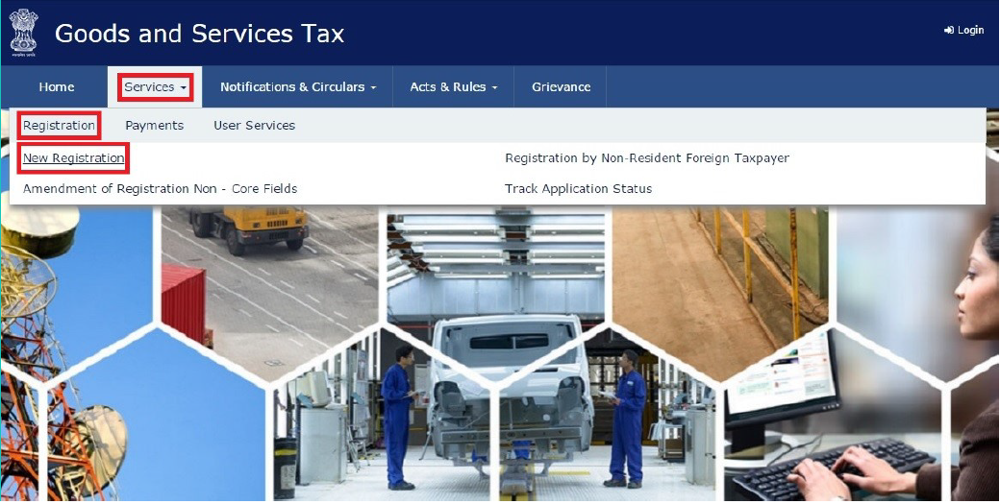 Goods and Services Tax
Login
Home Services Notifications & Circulars Acts & Rules Grievance
Registration Payments User Services
New Registration Registration by Non-Resident Foreign Taxpayer
Amendment of Registration Non - Core Fields Track Application Status